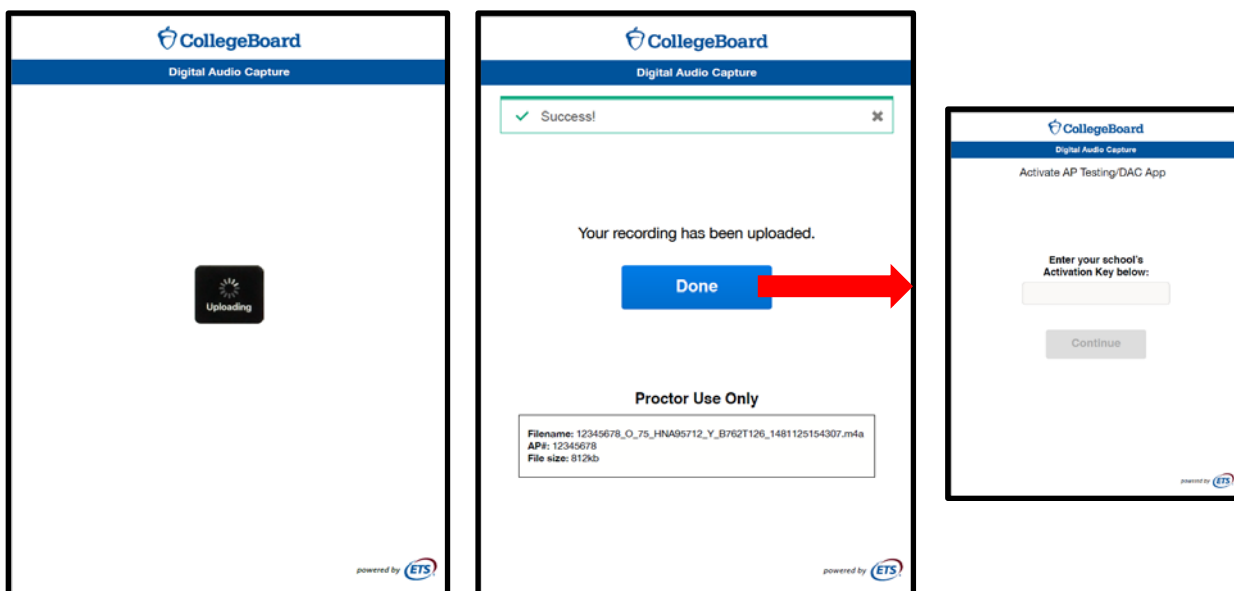 CollegeBoard
Digital Audio Capture
Uploading
powered by ETS
CollegeBoard
Digital Audio Capture
Success!
Your recording has been uploaded.
Done
Proctor Use Only
Filename: 12345678_O_75_HNA95712_Y_B762T126_1481125154307.m4a
AP#: 12345678
File size: 812kb
powered by ETS
CollegeBoard
Digital Audio Capture
Activate AP Testing/DAC App
Enter your school's
Activation Key below:
Continue
powered by ETS